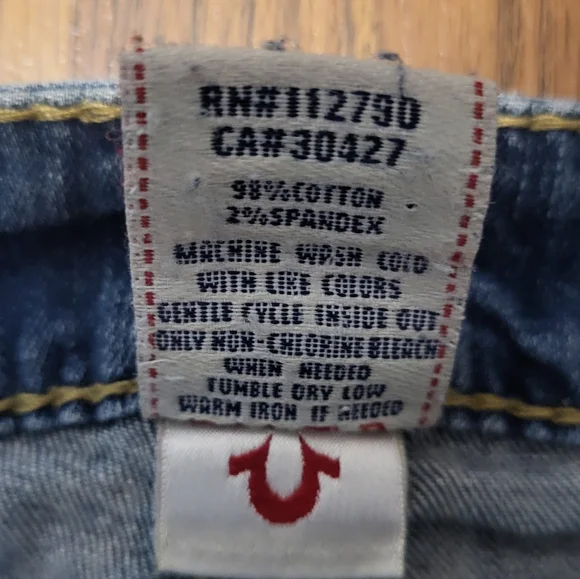 RN#112790
CA#30427
98%COTTON
2%SPANDEX
MACHINE WASH COLD
WITH LIKE COLORS
GENTLE CYCLE INSIDE OUT
ONLY NON-CHLORINE BLEACH
WHEN NEEDED
TUMBLE DRY LOW
WARM IRON IF NEEDED